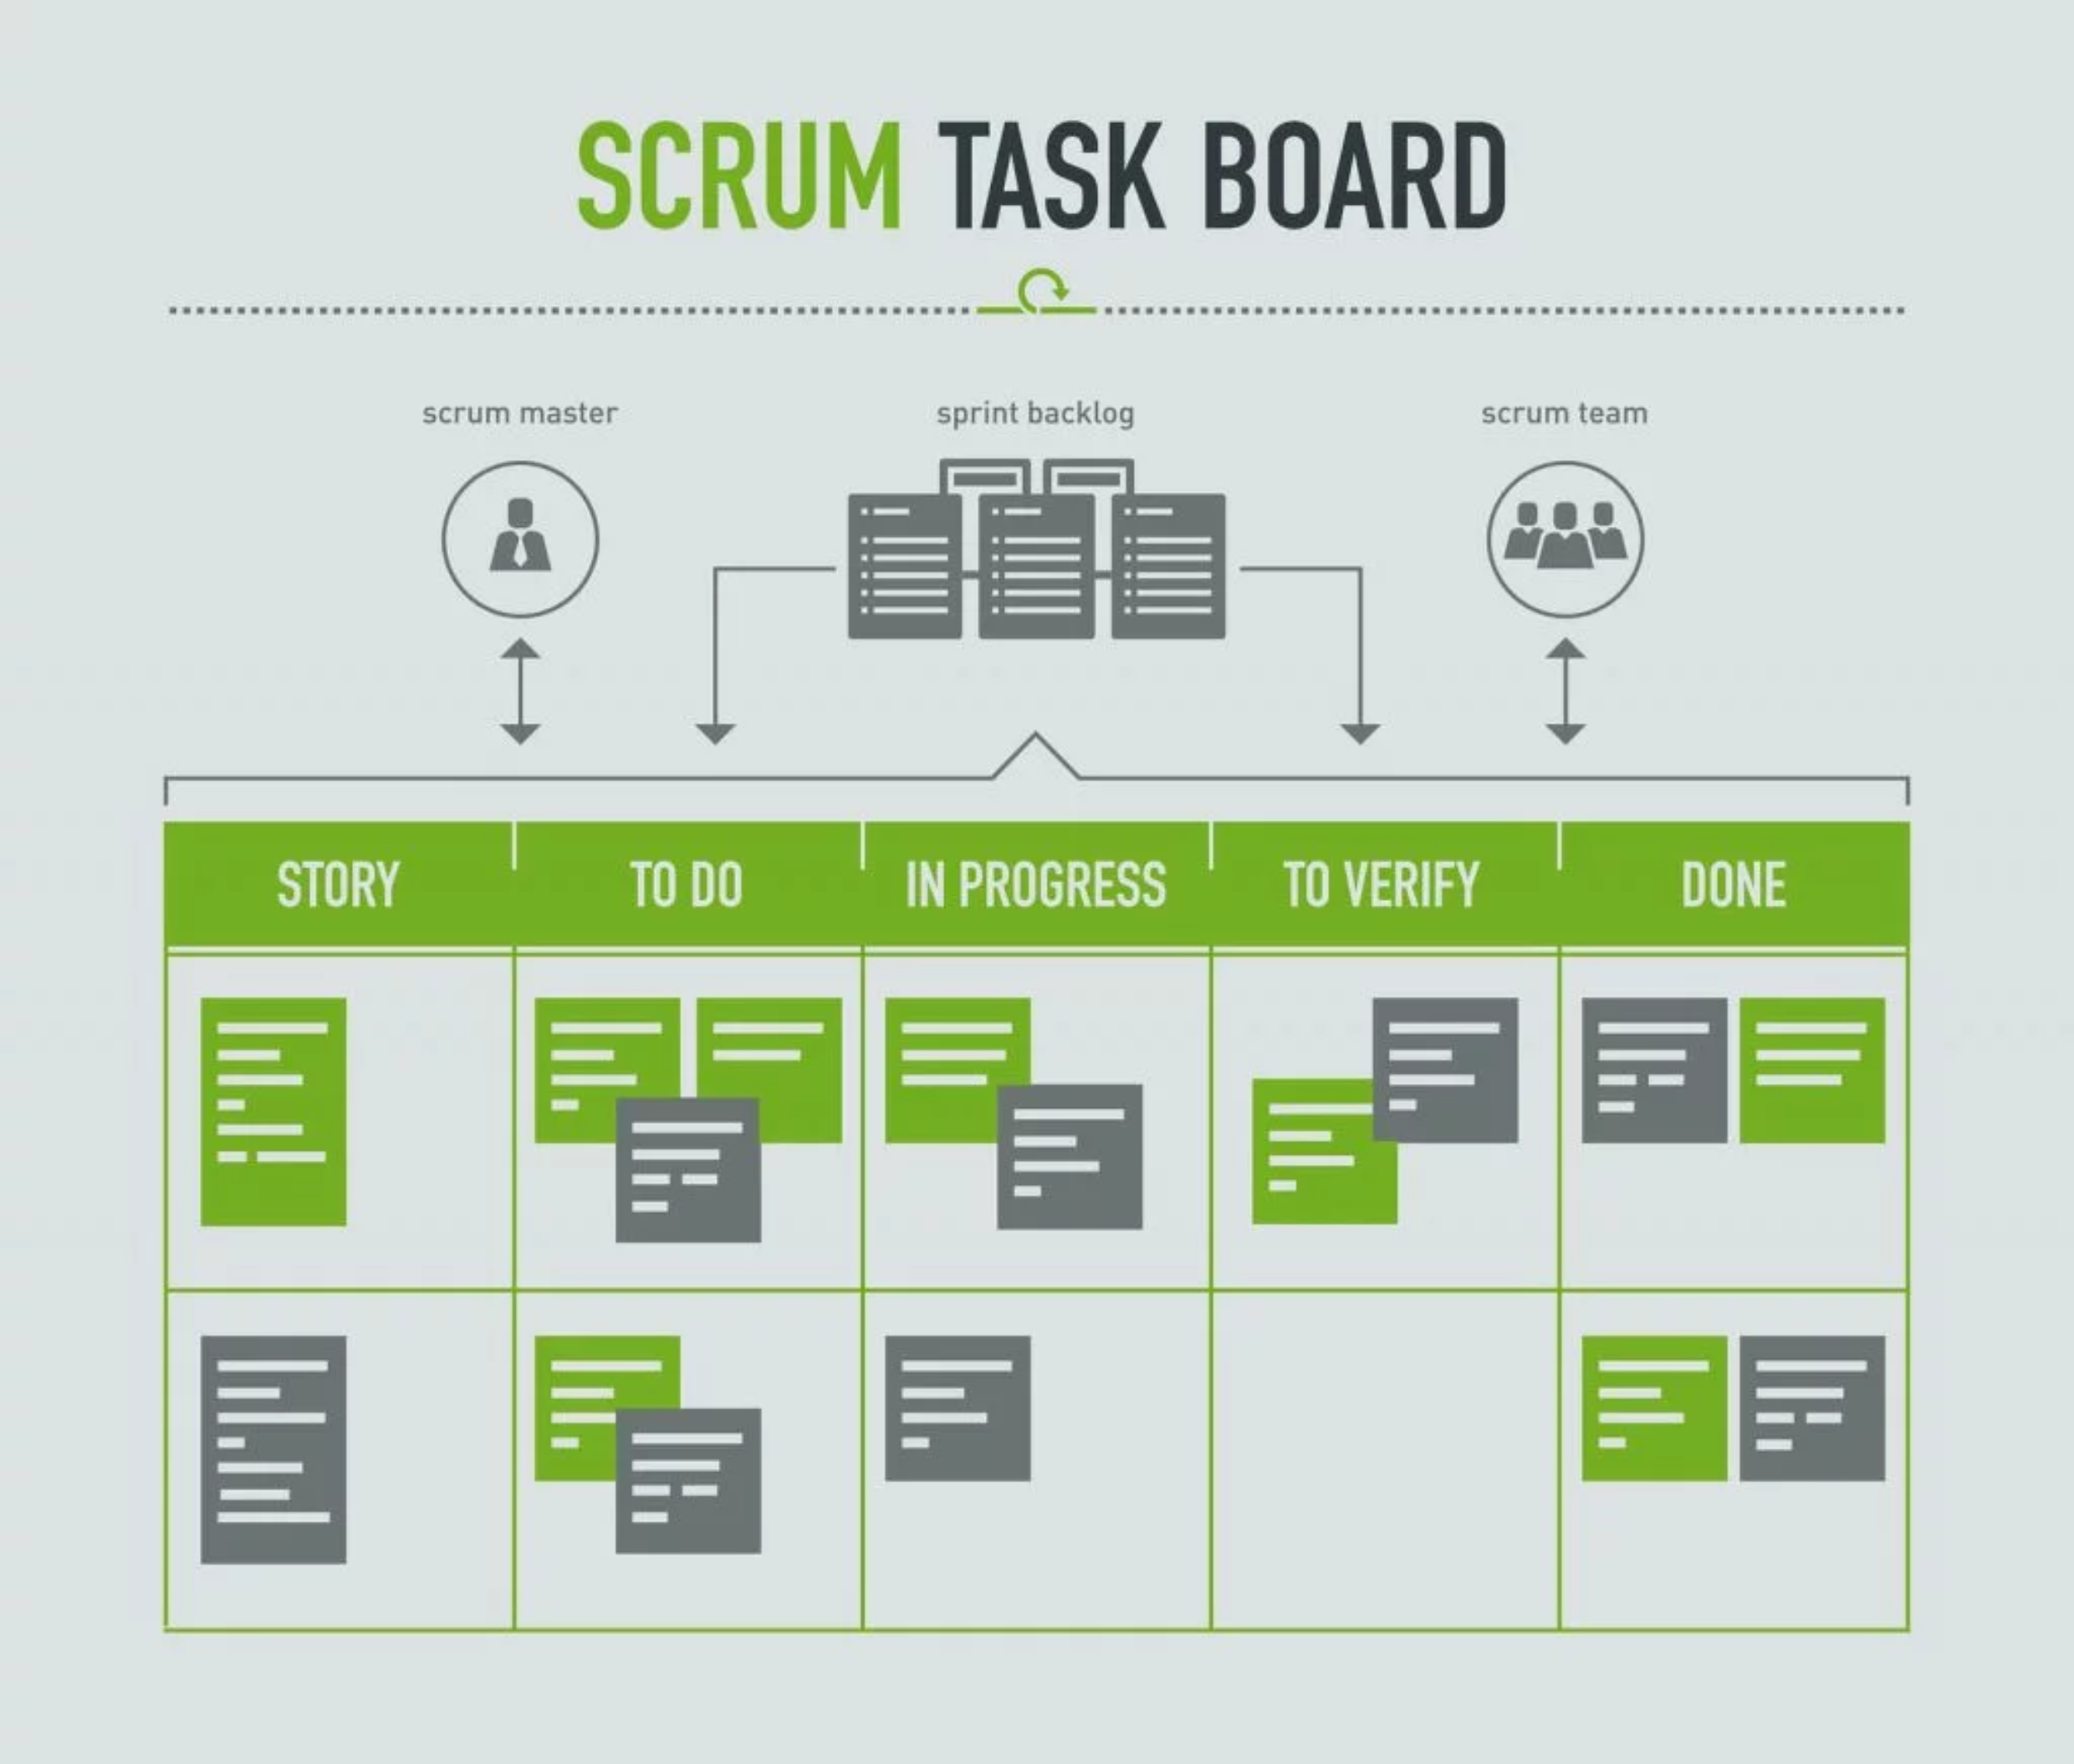 SCRUM TASK BOARD
scrum master
sprint backlog
scrum team
STORY
TO DO
IN PROGRESS
TO VERIFY
DONE